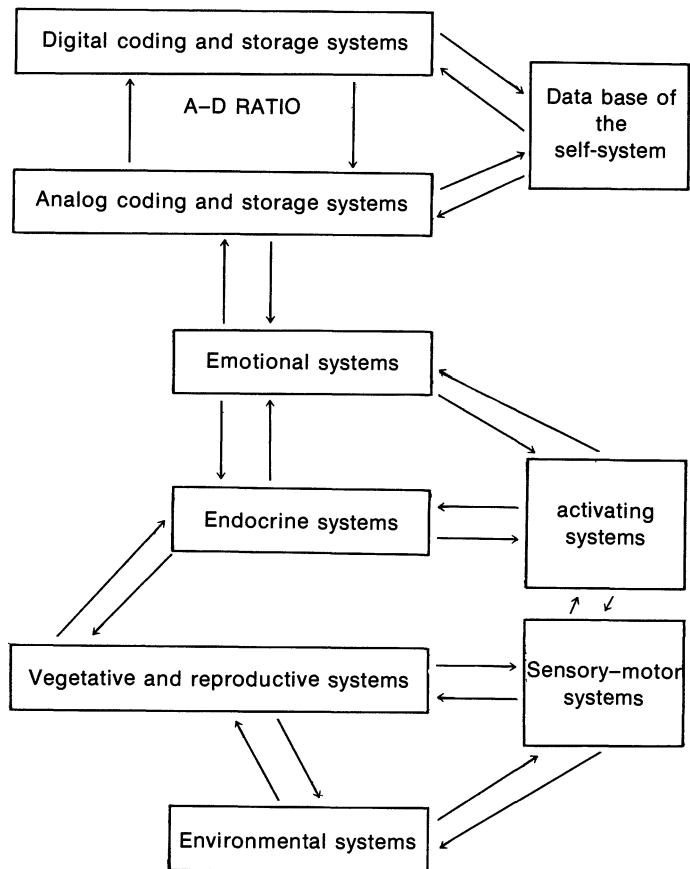 Digital coding and storage systems
A–D RATIO
Data base of
the
self-system
Analog coding and storage systems
Emotional systems
Endocrine systems
activating
systems
Vegetative and reproductive systems
Sensory–motor
systems
Environmental systems